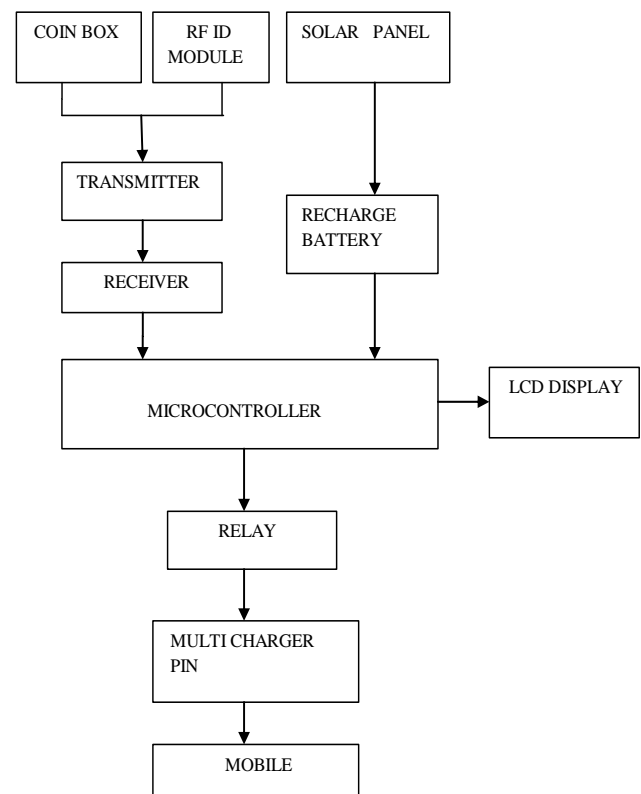 COIN BOX
RF ID
MODULE
SOLAR PANEL
TRANSMITTER
RECHARGE
BATTERY
RECEIVER
MICROCONTROLLER
LCD DISPLAY
RELAY
MULTI CHARGER
PIN
MOBILE